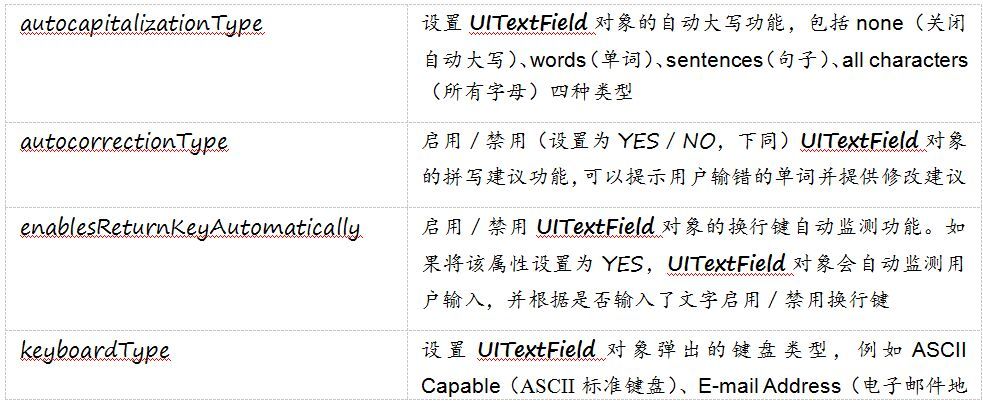 autocapitalizationType
设置 UITextField 对象的自动大写功能，包括 none（关闭
自动大写）、words（单词）、sentences（句子）、all characters
（所有字母）四种类型
autocorrectionType
启用／禁用（设置为 YES／NO，下同）UITextField 对象
的拼写建议功能，可以提示用户输错的单词并提供修改建议
enablesReturnKeyAutomatically
启用／禁用 UITextField 对象的换行键自动监测功能。如
果将该属性设置为 YES，UITextField 对象会自动监测用
户输入，并根据是否输入了文字启用／禁用换行键
keyboardType
设置 UITextField 对象弹出的键盘类型，例如 ASCII
Capable（ASCII 标准键盘）、E-mail Address（电子邮件地